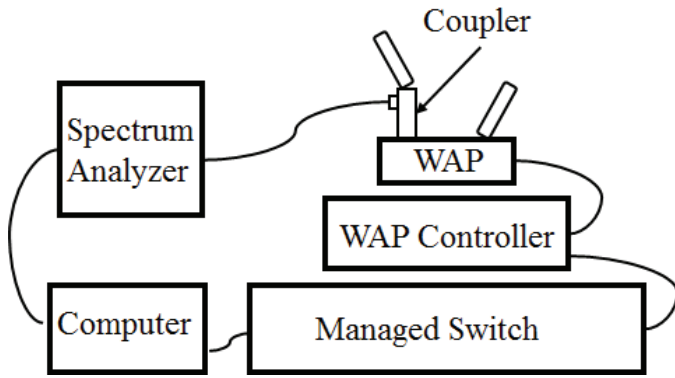 Coupler
Spectrum
Analyzer
WAP
WAP Controller
Computer
Managed Switch